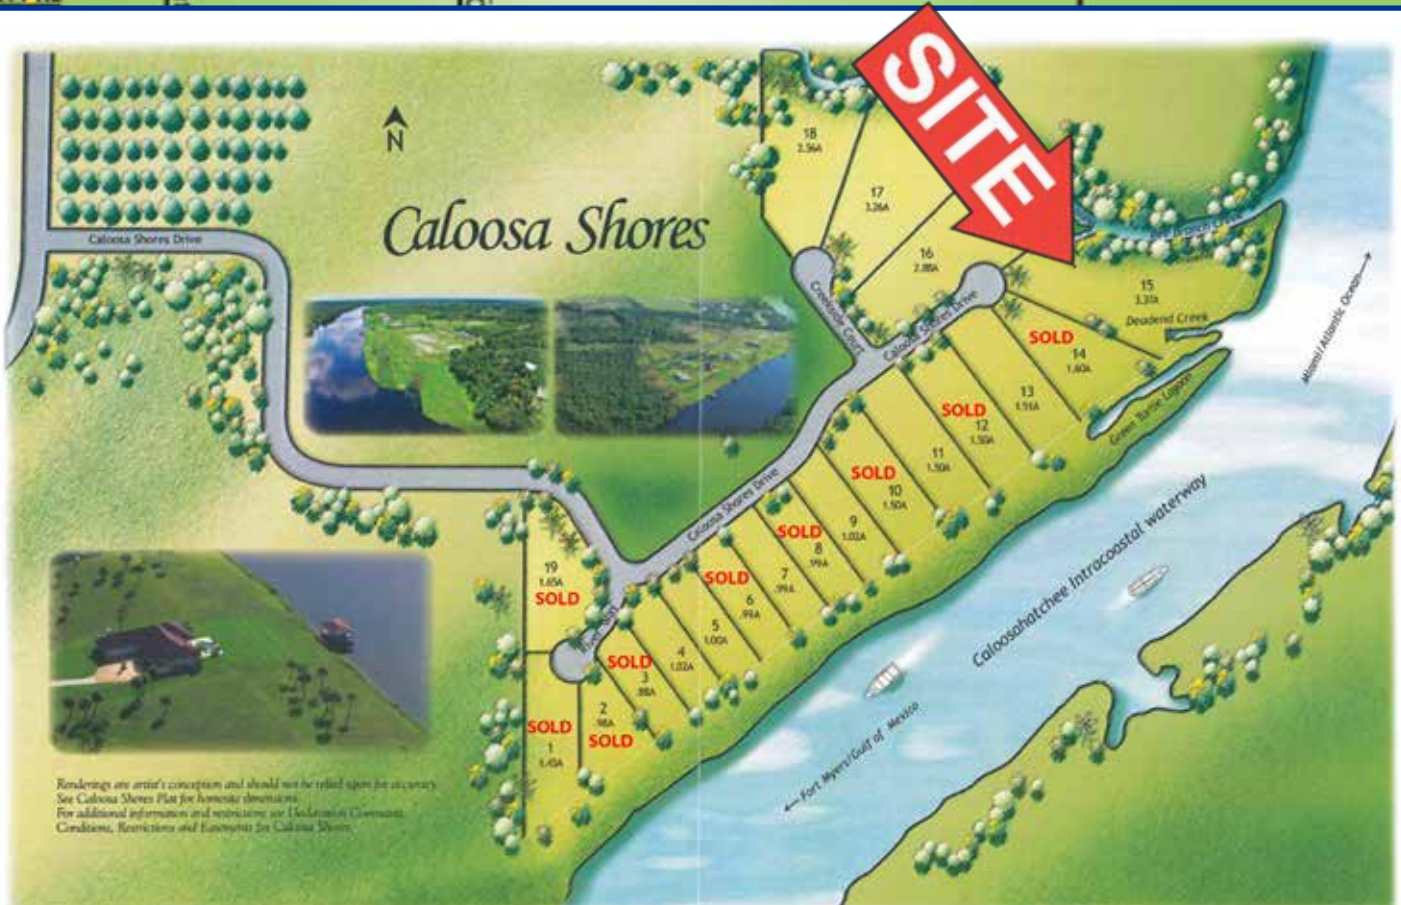 SITE
N
Caloosa Shores
Caloosa Shores Drive
18
2.56A
17
3.26A
16
2.88A
15
3.37A
Deadend Creek
Creekside Court
Caloosa Shores Drive
SOLD
14
1.60A
13
1.51A
SOLD
12
1.50A
11
1.50A
SOLD
10
1.50A
9
1.02A
SOLD
8
.99A
7
.99A
SOLD
6
.99A
5
1.00A
4
1.02A
SOLD
3
.88A
2
.98A
SOLD
SOLD
1
1.43A
19
1.65A
SOLD
Caloosa Shores Drive
Green Turtle Lagoon
Miami/Atlantic Ocean
Caloosahatchee Intracoastal waterway
Fort Myers/Gulf of Mexico
Renderings are artist's conception and should not be relied upon for accuracy.
See Caloosa Shores Plat for homesite dimensions.
For additional information and restrictions see Declaration Covenants,
Conditions, Restrictions and Easements for Caloosa Shores.